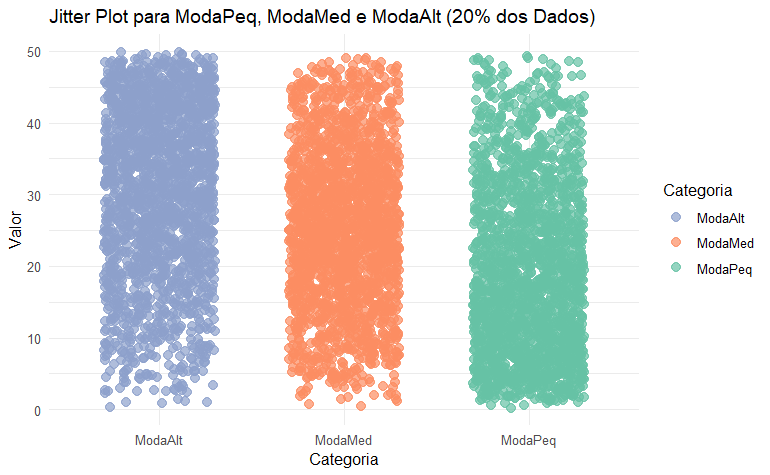 Jitter Plot para ModaPeq, ModaMed e ModaAlt (20% dos Dados)
50
40
30
20
10
0
Valor
ModaAlt
ModaMed
ModaPeq
Categoria
Categoria
ModaAlt
ModaMed
ModaPeq